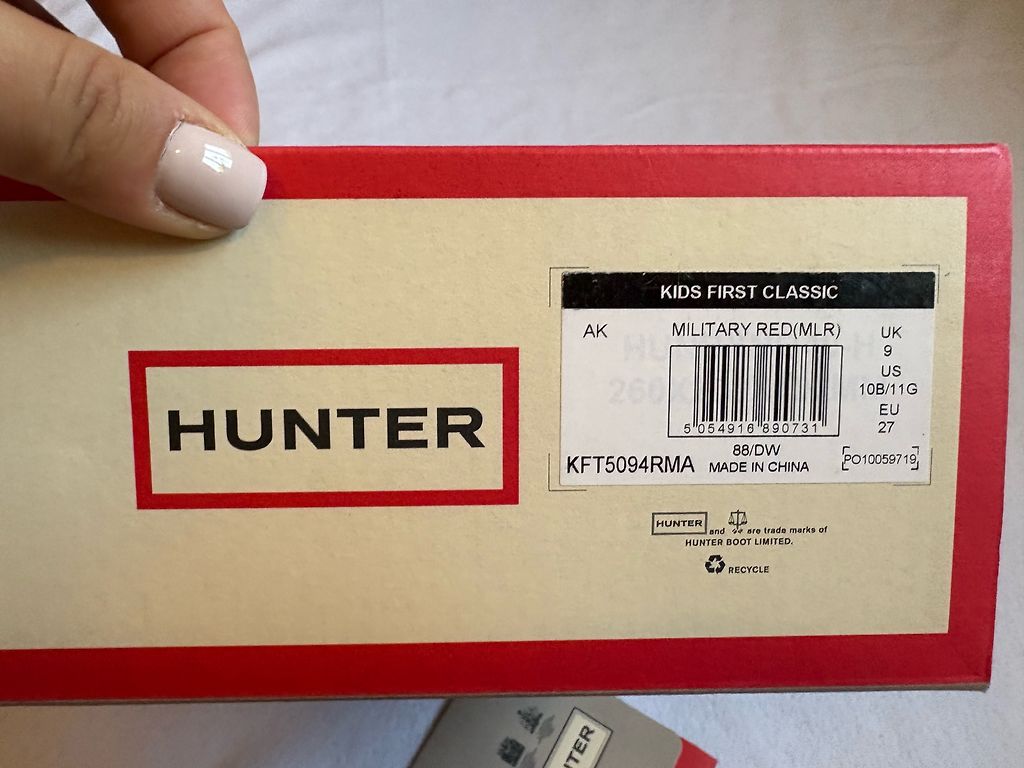 HUNTER
KIDS FIRST CLASSIC
AK
MILITARY RED(MLR)
UK
9
US
10B/11G
EU
27
5 054916 890731
88/DW
KFT5094RMA
MADE IN CHINA
[PO10059719]
HUNTER and are trade marks of
HUNTER BOOT LIMITED.
RECYCLE
NTER